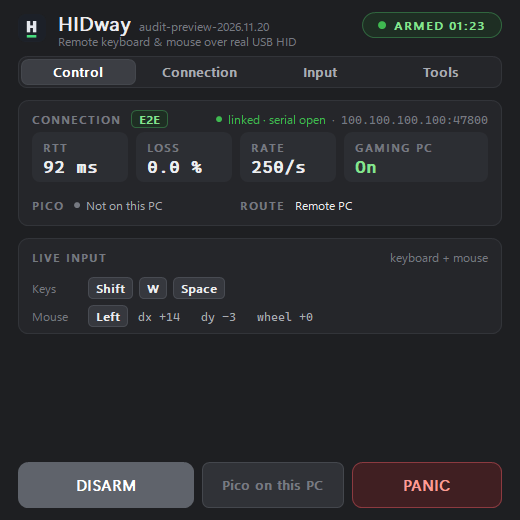 H HIDway audit-preview-2026.11.20
Remote keyboard & mouse over real USB HID
ARMED 01:23
Control Connection Input Tools
CONNECTION E2E linked · serial open · 100.100.100.100:47800
RTT LOSS RATE GAMING PC
92 ms 0.0 % 250/s On
PICO Not on this PC ROUTE Remote PC
LIVE INPUT keyboard + mouse
Keys Shift W Space
Mouse Left dx +14 dy −3 wheel +0
DISARM Pico on this PC PANIC